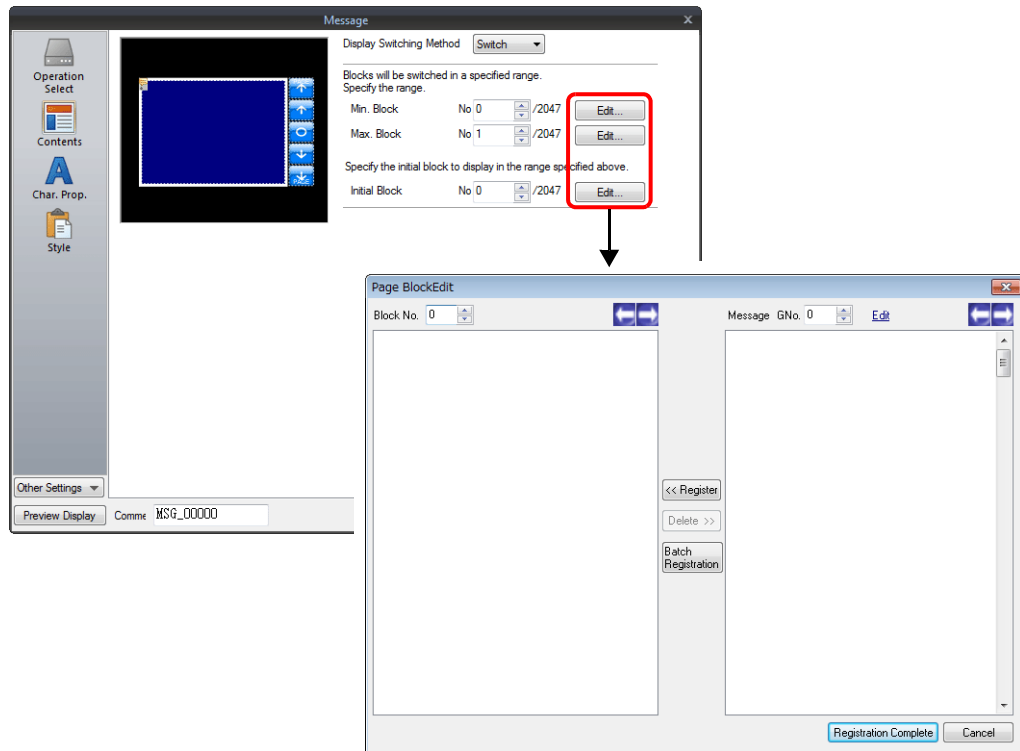 Message
Operation
Select
Contents
Char. Prop.
Style
Other Settings
Preview Display
Display Switching Method Switch
Blocks will be switched in a specified range.
Specify the range.
Min. Block No 0 /2047 Edit...
Max. Block No 1 /2047 Edit...
Specify the initial block to display in the range specified above.
Initial Block No 0 /2047 Edit...
Comme MSG_00000
Page BlockEdit
Block No. 0
Message GNo. 0 Edit
<< Register
Delete >>
Batch
Registration
Registration Complete Cancel